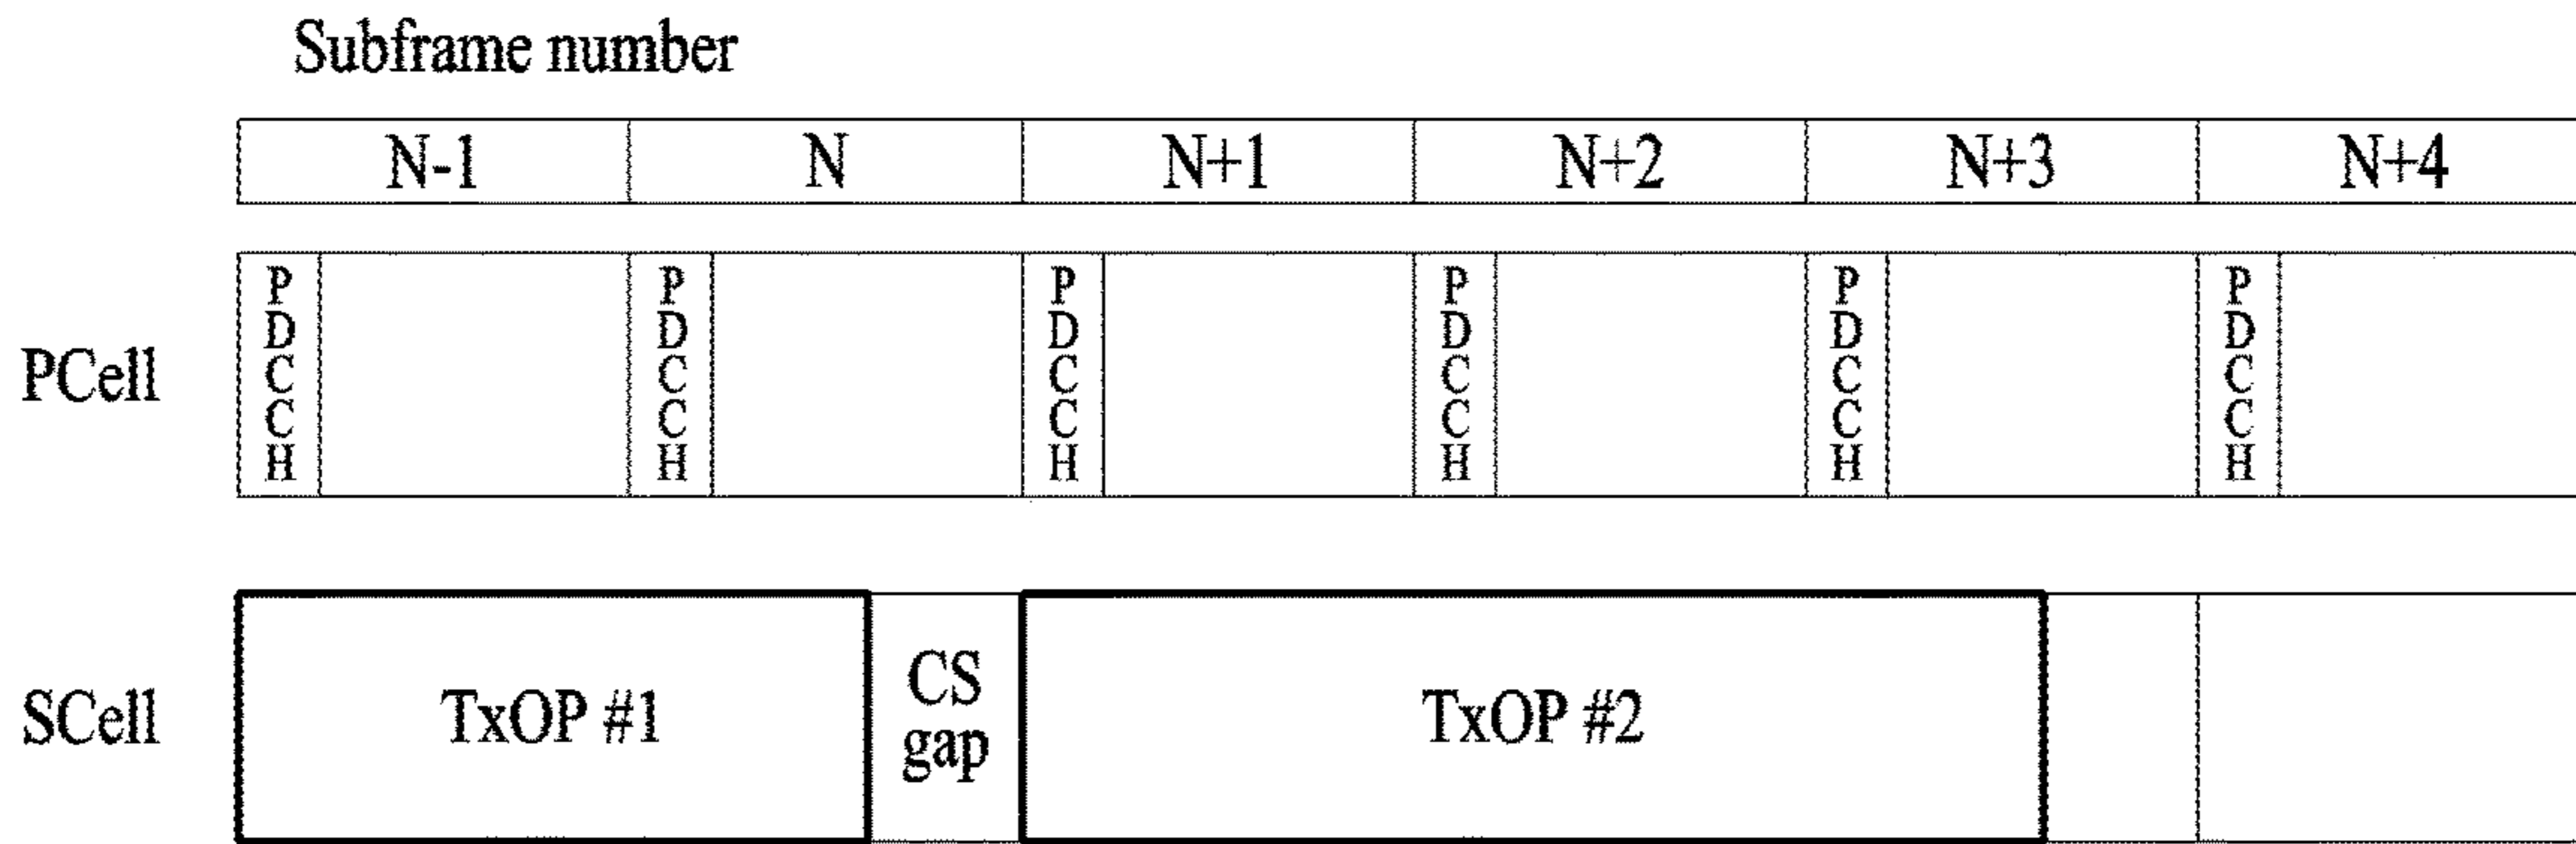 Subframe number
N-1 N N+1 N+2 N+3 N+4
PCell
PDCCH PDCCH PDCCH PDCCH PDCCH PDCCH
SCell
TxOP #1
CS
gap
TxOP #2